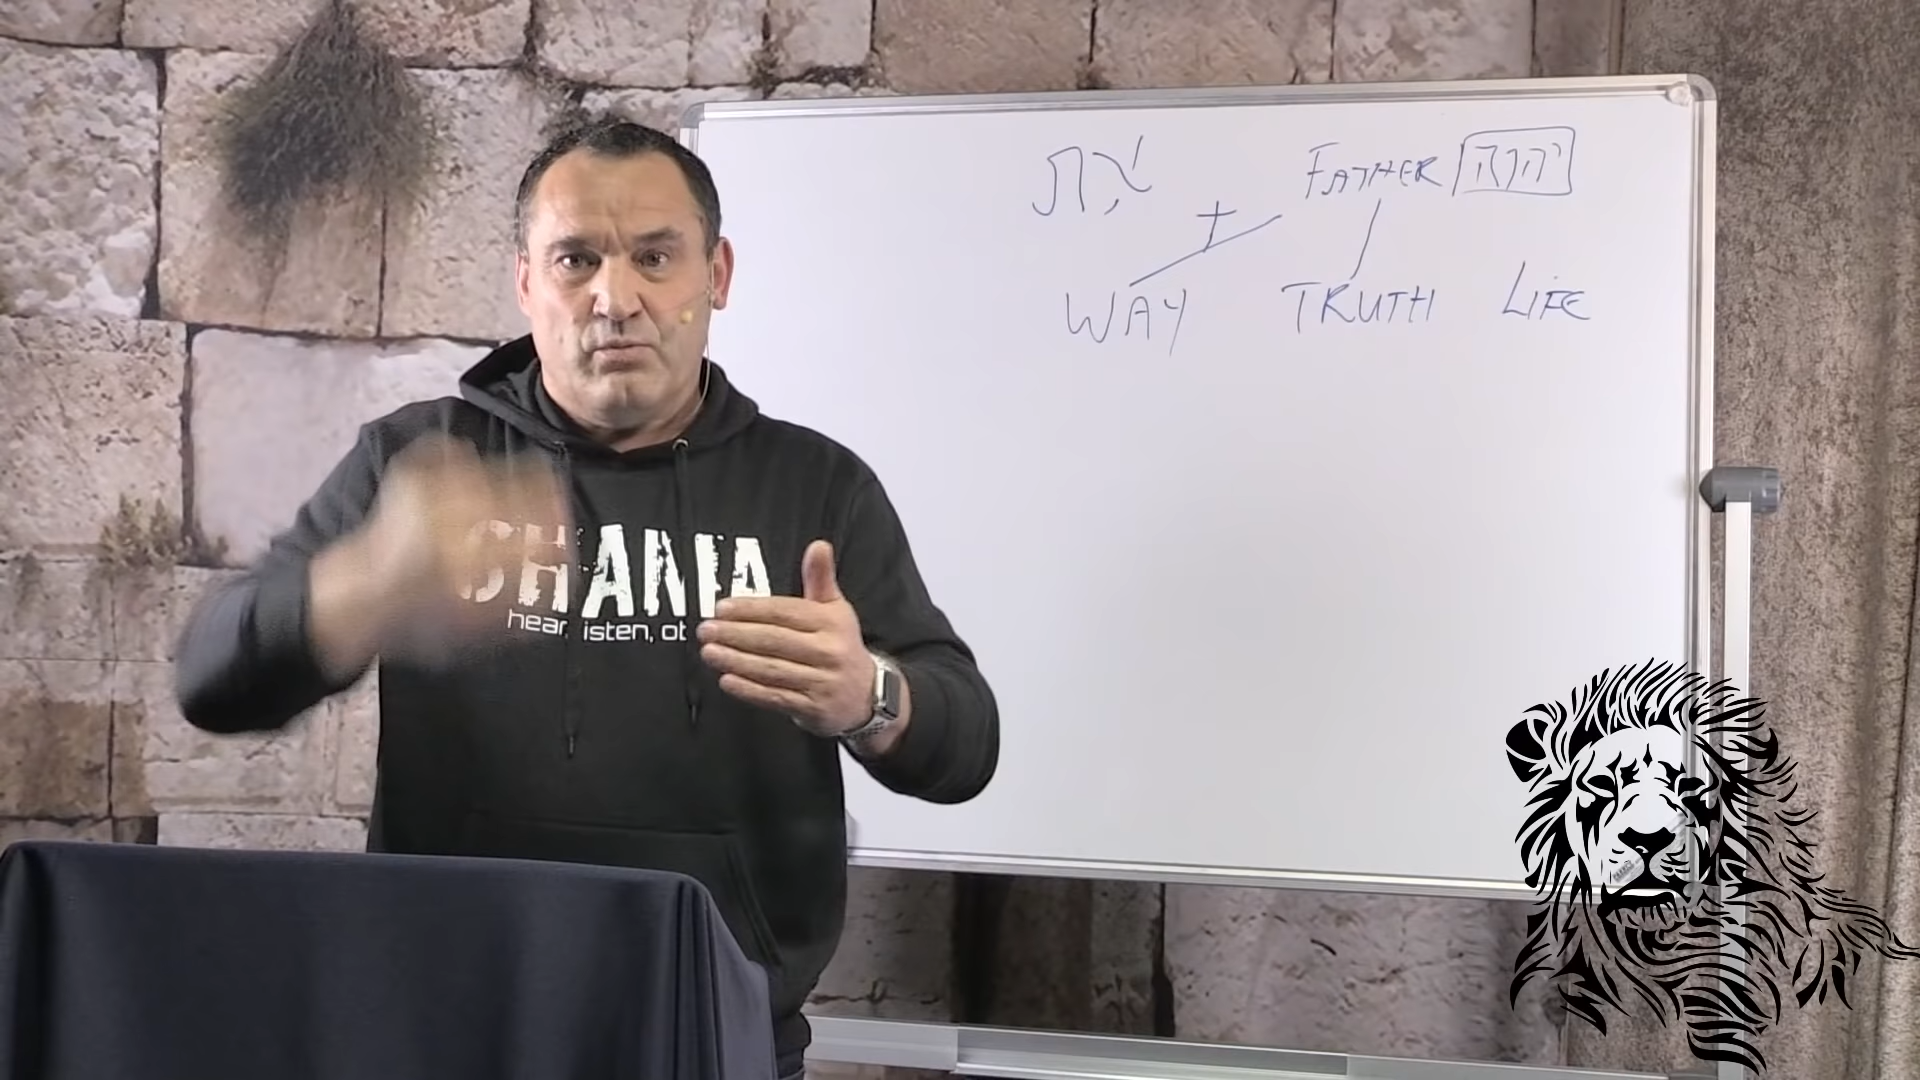 את FATHER יהוה
WAY TRUTH LIFE
SHAMA
hear, listen, ob